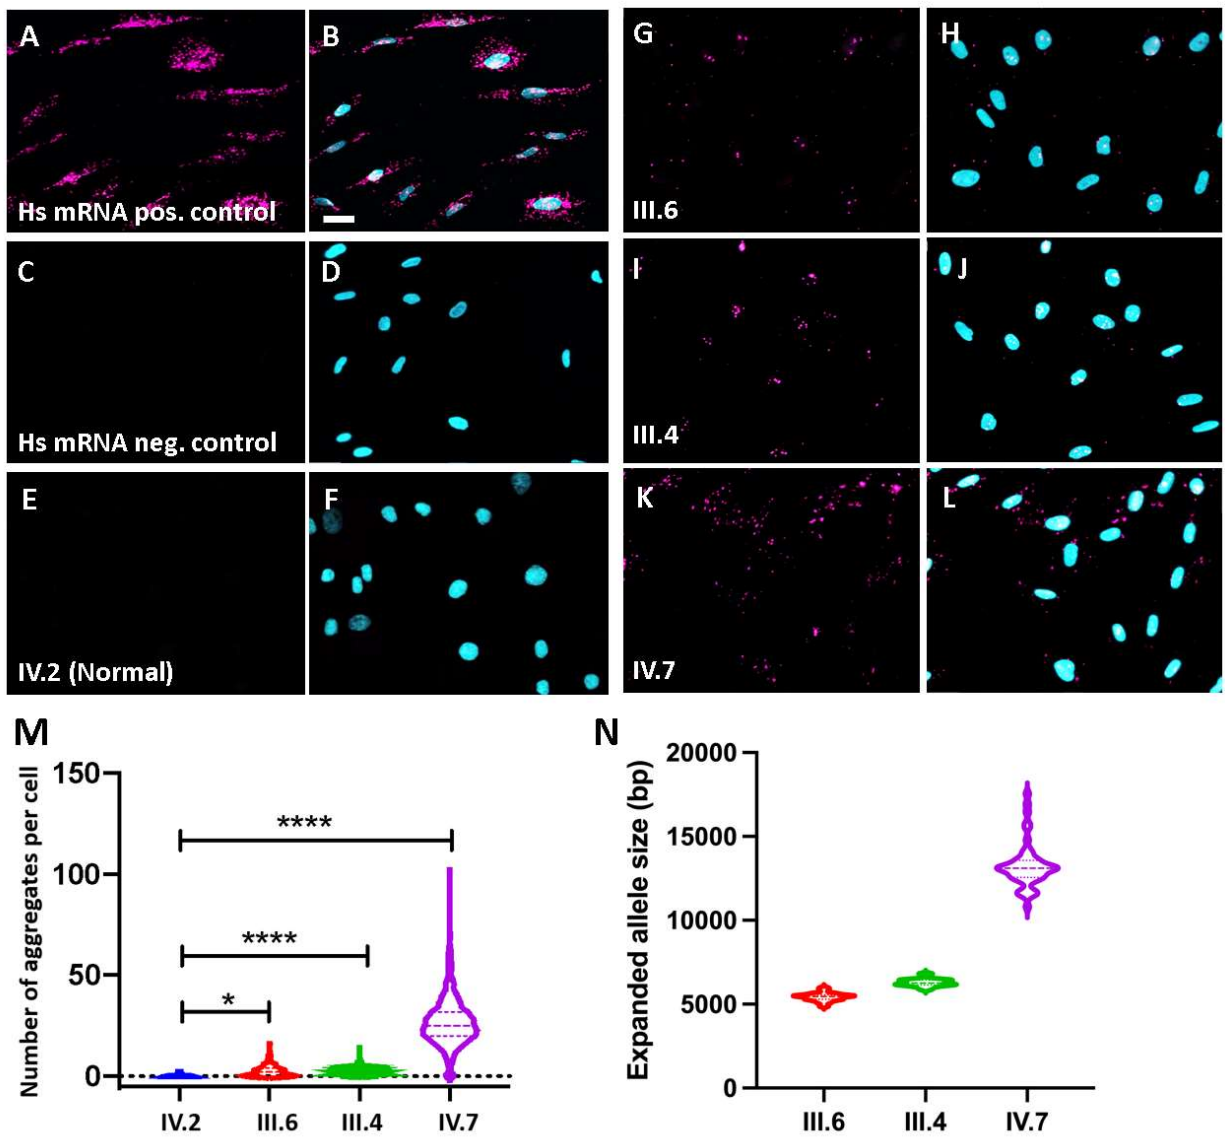 A
B
Hs mRNA pos. control
C
D
Hs mRNA neg. control
E
F
IV.2 (Normal)
G
H
III.6
I
J
III.4
K
L
IV.7
M
Number of aggregates per cell
150
100
50
0
****
****
*
IV.2 III.6 III.4 IV.7
N
Expanded allele size (bp)
20000
15000
10000
5000
0
III.6 III.4 IV.7